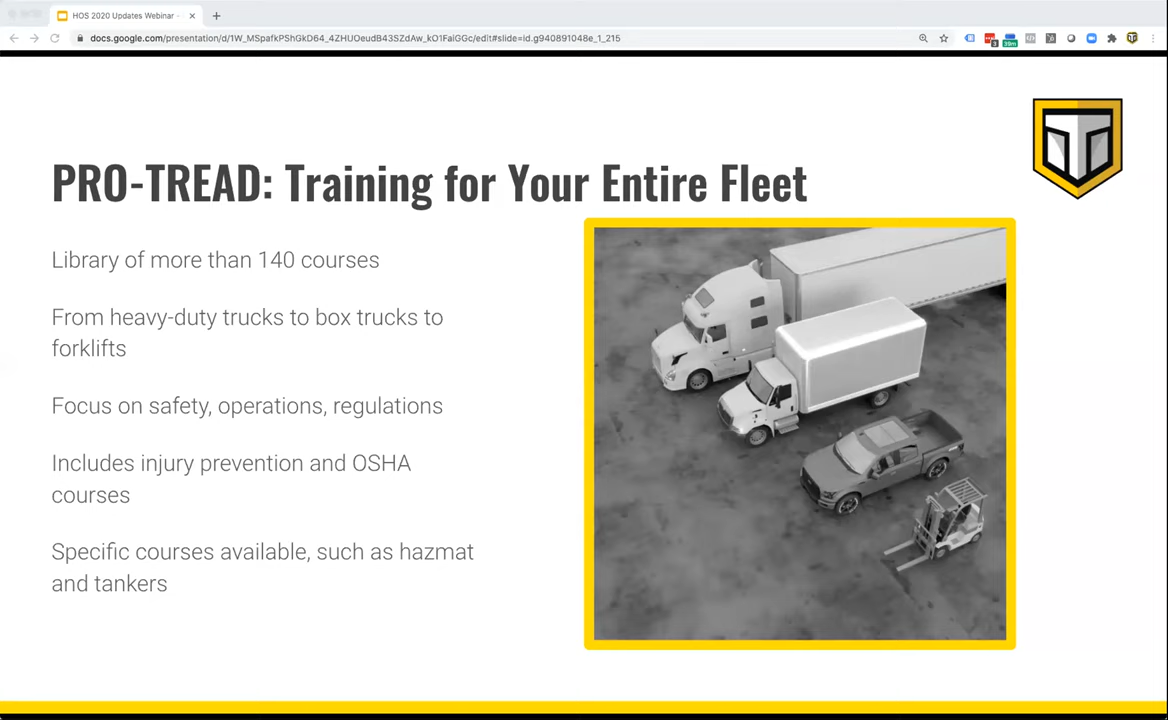 HOS 2020 Updates Webinar -
docs.google.com/presentation/d/1W_MSpafkPShGkD64_4ZHUOeudB43SZdAw_kO1FaiGGc/edit#slide=id.g940891048e_1_215
PRO-TREAD: Training for Your Entire Fleet
Library of more than 140 courses
From heavy-duty trucks to box trucks to
forklifts
Focus on safety, operations, regulations
Includes injury prevention and OSHA
courses
Specific courses available, such as hazmat
and tankers